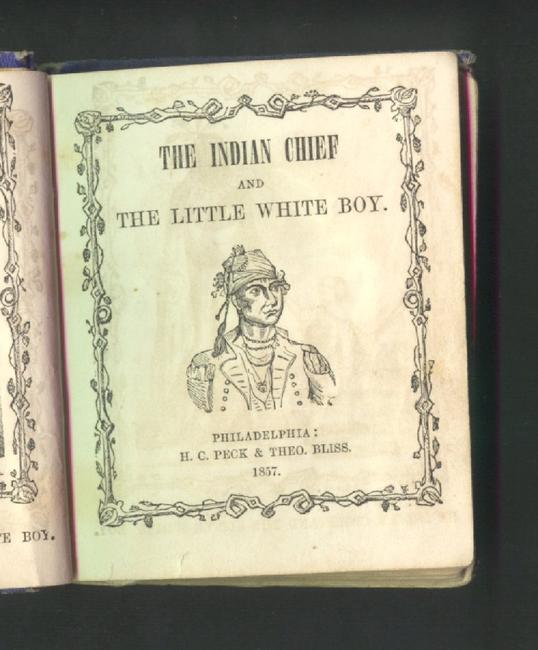 THE INDIAN CHIEF
AND
THE LITTLE WHITE BOY.
PHILADELPHIA:
H. C. PECK & THEO. BLISS.
1857.
E BOY.